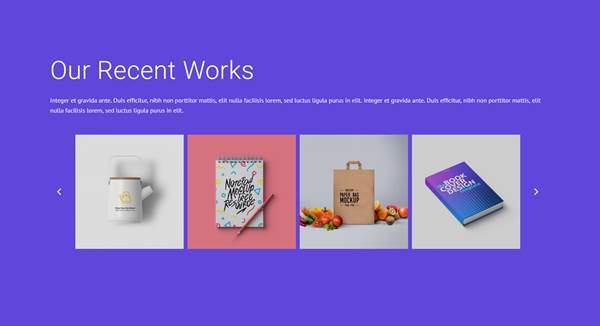 Our Recent Works
Integer et gravida ante. Duis efficitur, nibh non porttitor mattis, elit nulla facilisis lorem, sed luctus ligula purus in elit. Integer et gravida ante. Duis efficitur, nibh non porttitor mattis, elit
nulla facilisis lorem, sed luctus ligula purus in elit.
Nonstop
Mockup
Free
Resources
PAPER BAG
MOCKUP
BOOK
COVER
DESIGN